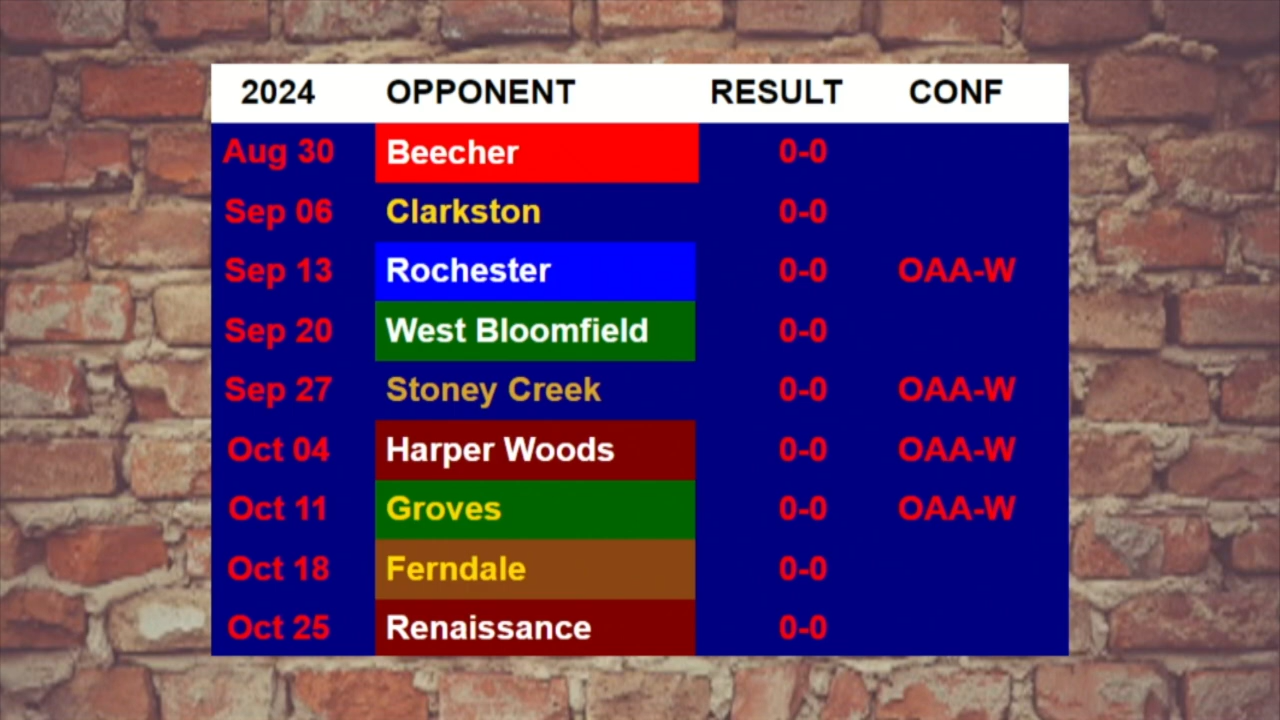 2024 OPPONENT RESULT CONF
Aug 30 Beecher 0-0
Sep 06 Clarkston 0-0
Sep 13 Rochester 0-0 OAA-W
Sep 20 West Bloomfield 0-0
Sep 27 Stoney Creek 0-0 OAA-W
Oct 04 Harper Woods 0-0 OAA-W
Oct 11 Groves 0-0 OAA-W
Oct 18 Ferndale 0-0
Oct 25 Renaissance 0-0